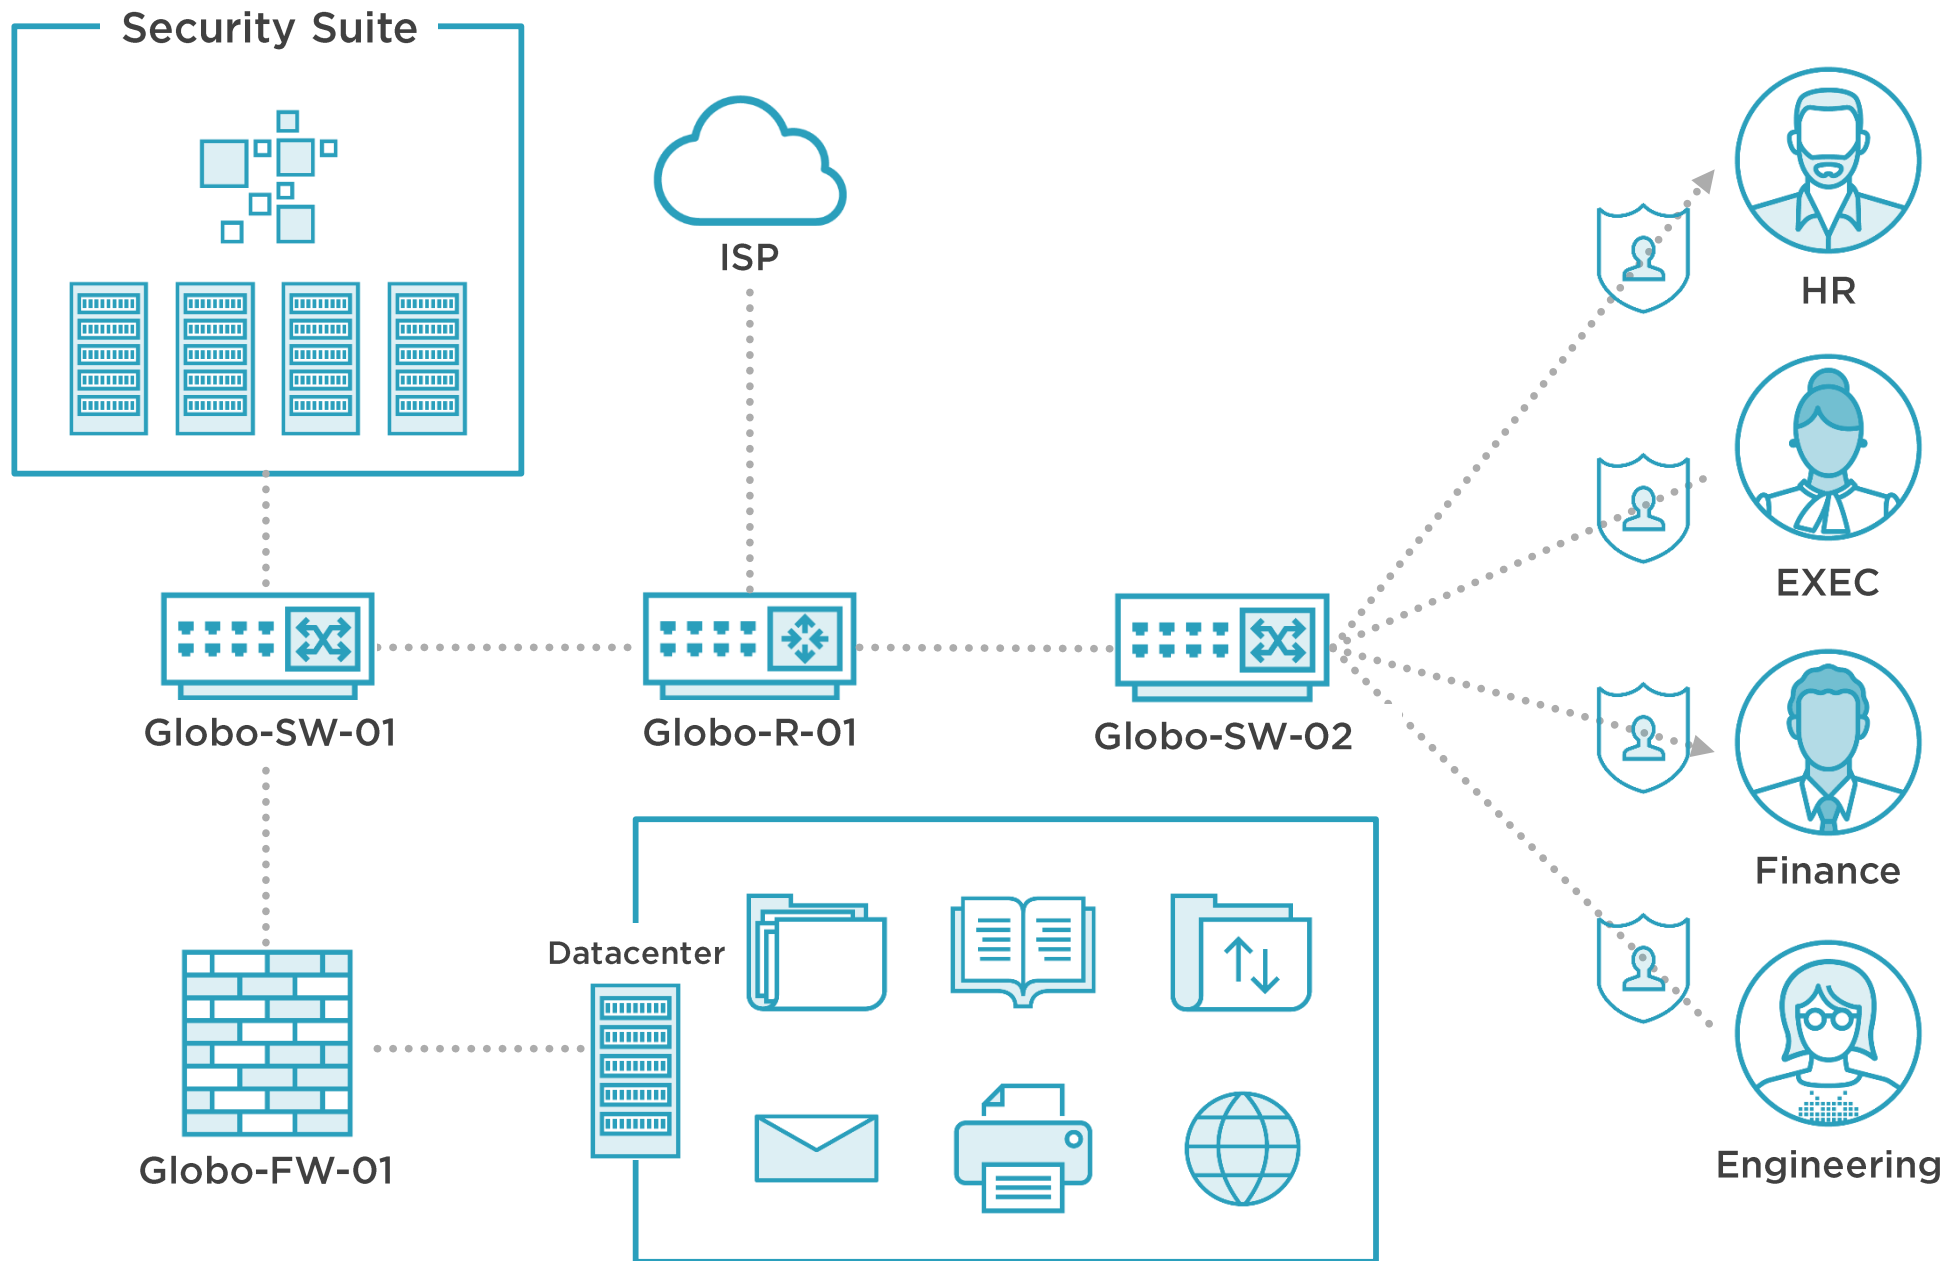 Security Suite
ISP
HR
EXEC
Globo-SW-01
Globo-R-01
Globo-SW-02
Finance
Datacenter
Globo-FW-01
Engineering